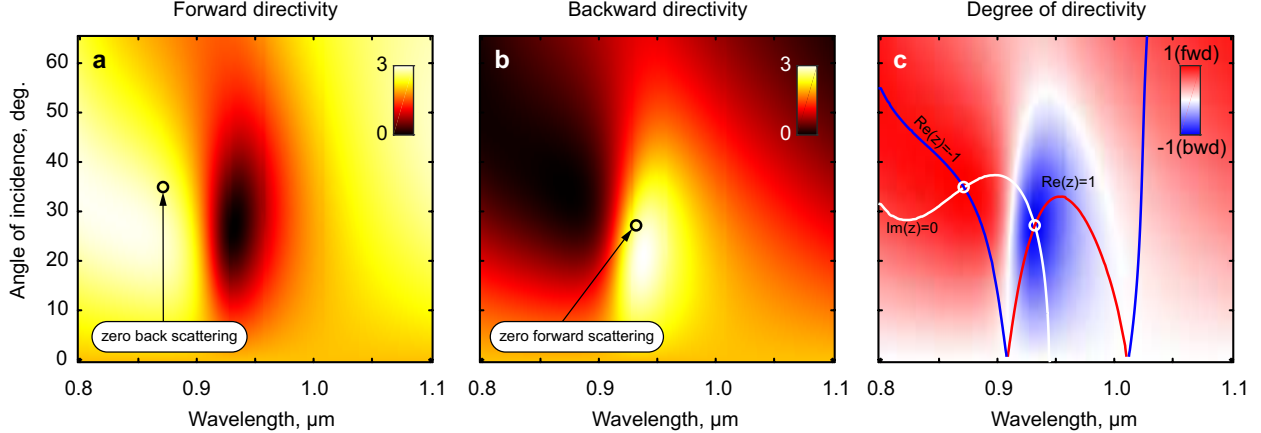 Forward directivity
Backward directivity
Degree of directivity
Angle of incidence, deg.
60
50
40
30
20
10
0
a
3
0
zero back scattering
0.8
0.9
1.0
1.1
Wavelength, μm
b
3
0
zero forward scattering
0.8
0.9
1.0
1.1
Wavelength, μm
c
1(fwd)
-1(bwd)
Re(z)=-1
Re(z)=1
Im(z)=0
0.8
0.9
1.0
1.1
Wavelength, μm